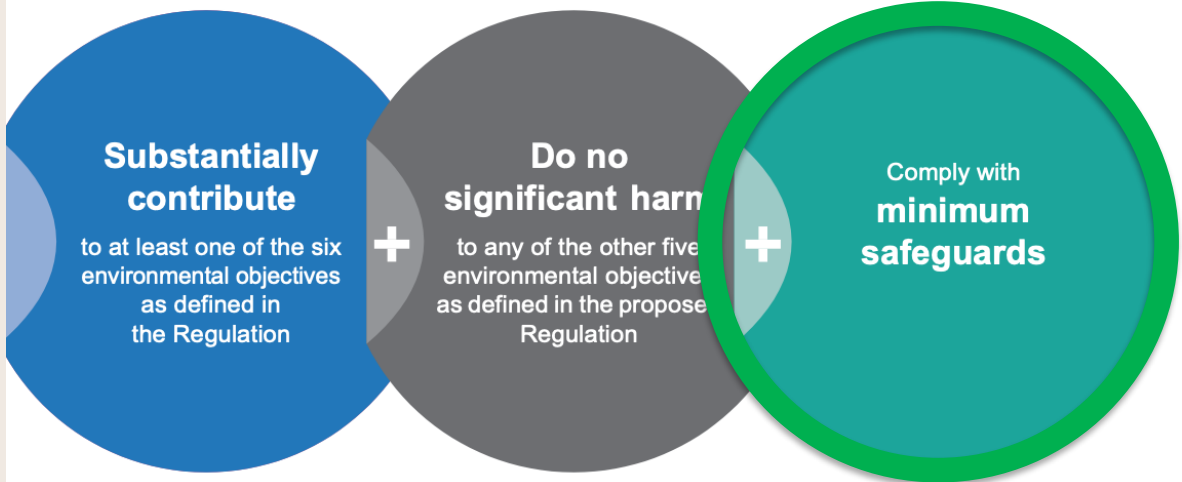 Substantially
contribute
to at least one of the six
environmental objectives
as defined in
the Regulation
+
Do no
significant harm
to any of the other five
environmental objective
as defined in the propose
Regulation
+
Comply with
minimum
safeguards